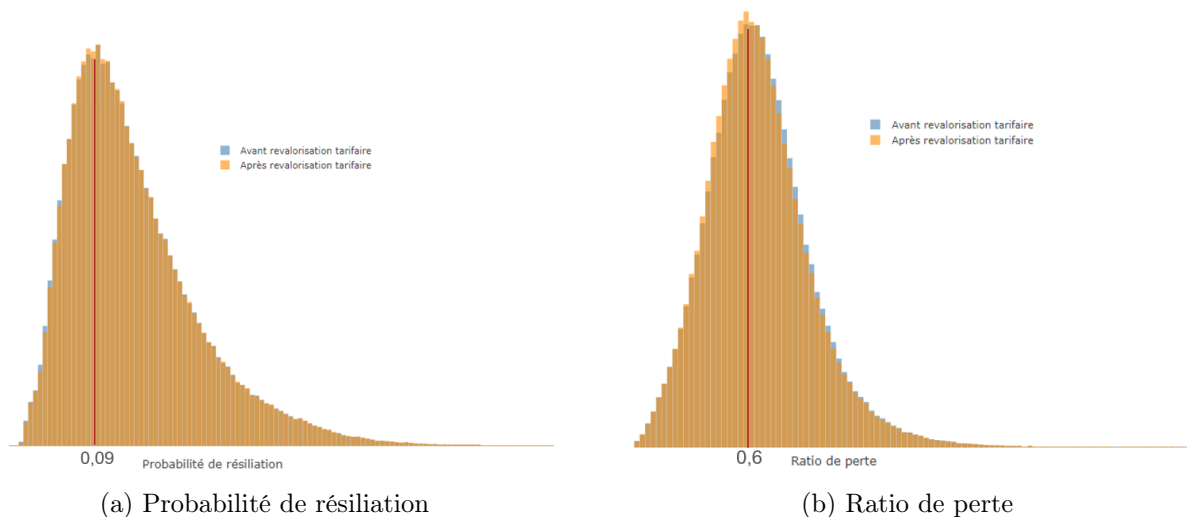 Avant revalorisation tarifaire
Après revalorisation tarifaire
0,09
Probabilité de résiliation
(a) Probabilité de résiliation
Avant revalorisation tarifaire
Après revalorisation tarifaire
0,6
Ratio de perte
(b) Ratio de perte